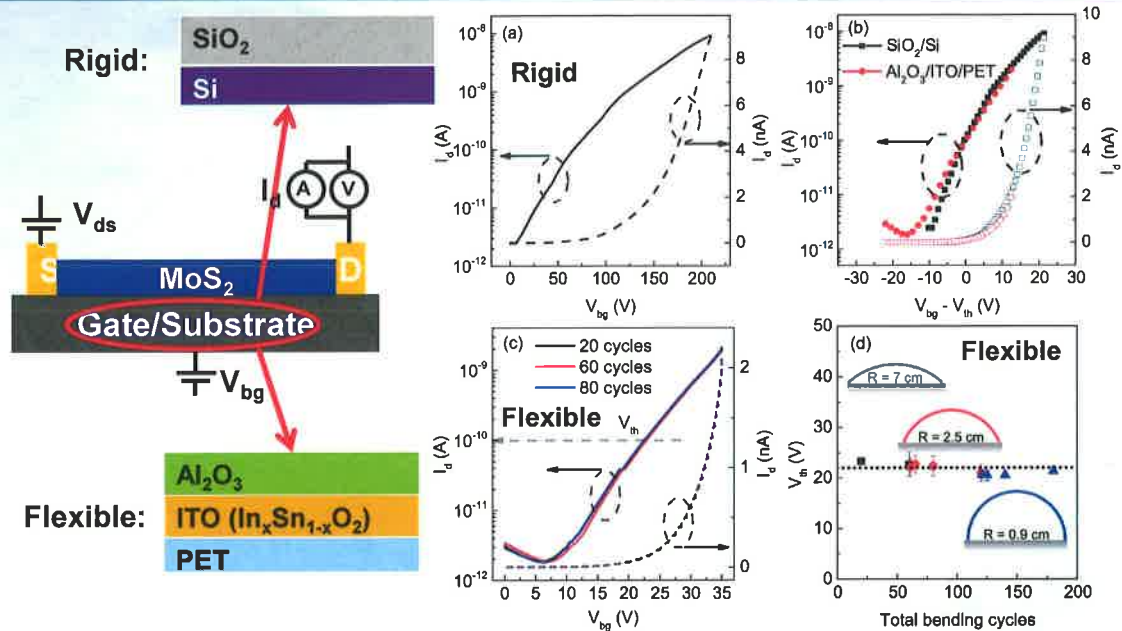 Rigid:
SiO2
Si
Vds
Id
A
V
S
MoS2
D
Gate/Substrate
Vbg
Flexible:
Al2O3
ITO (InxSn1-xO2)
PET
(a)
Rigid
10-8
10-9
10-10
10-11
10-12
Id (A)
8
6
4
2
0
Id (nA)
0 50 100 150 200
Vbg (V)
(b)
SiO2/Si
Al2O3/ITO/PET
10-8
10-9
10-10
10-11
10-12
Id (A)
10
8
6
4
2
0
Id (nA)
-30 -20 -10 0 10 20 30
Vbg - Vth (V)
(c)
20 cycles
60 cycles
80 cycles
Flexible
Vth
10-9
10-10
10-11
10-12
Id (A)
2
1
0
Id (nA)
0 5 10 15 20 25 30 35
Vbg (V)
(d)
Flexible
R = 7 cm
R = 2.5 cm
R = 0.9 cm
50
40
30
20
10
0
Vth (V)
0 50 100 150 200
Total bending cycles